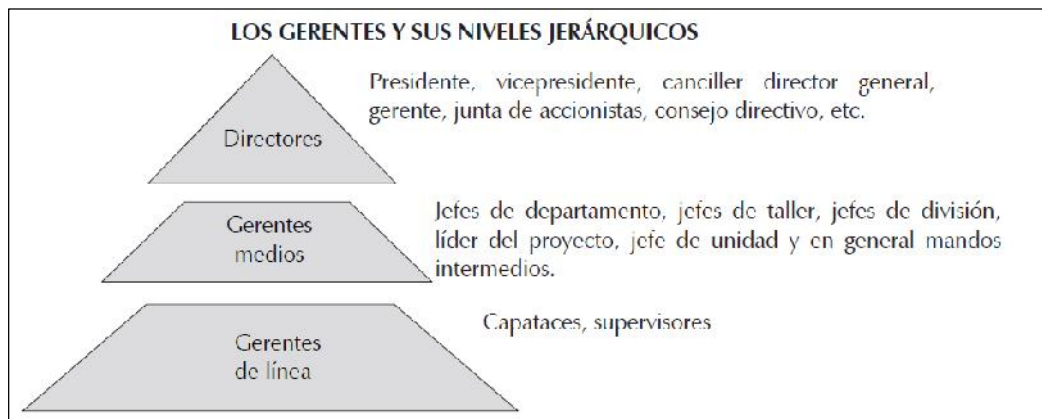 LOS GERENTES Y SUS NIVELES JERÁRQUICOS
Presidente, vicepresidente, canciller director general,
gerente, junta de accionistas, consejo directivo, etc.
Directores
Jefes de departamento, jefes de taller, jefes de división,
líder del proyecto, jefe de unidad y en general mandos
intermedios.
Gerentes
medios
Capataces, supervisores
Gerentes
de línea